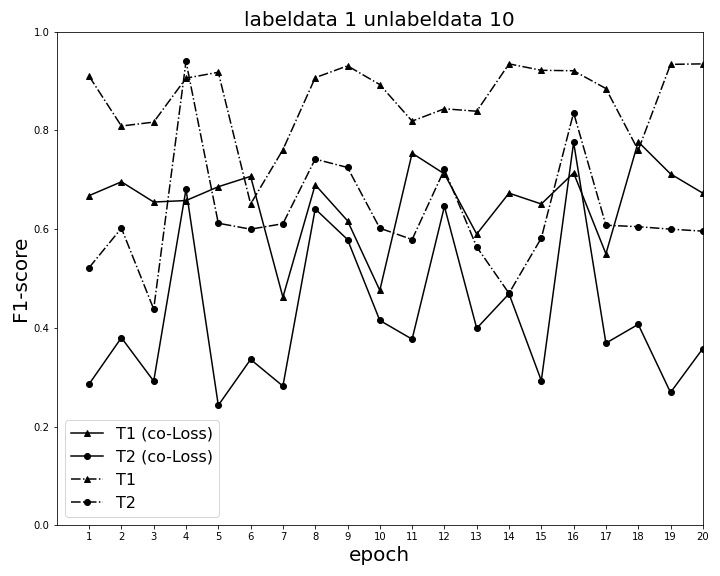 labeldata 1 unlabeldata 10
1.0
0.8
0.6
0.4
0.2
0.0
F1-score
T1 (co-Loss)
T2 (co-Loss)
T1
T2
1 2 3 4 5 6 7 8 9 10 11 12 13 14 15 16 17 18 19 20
epoch